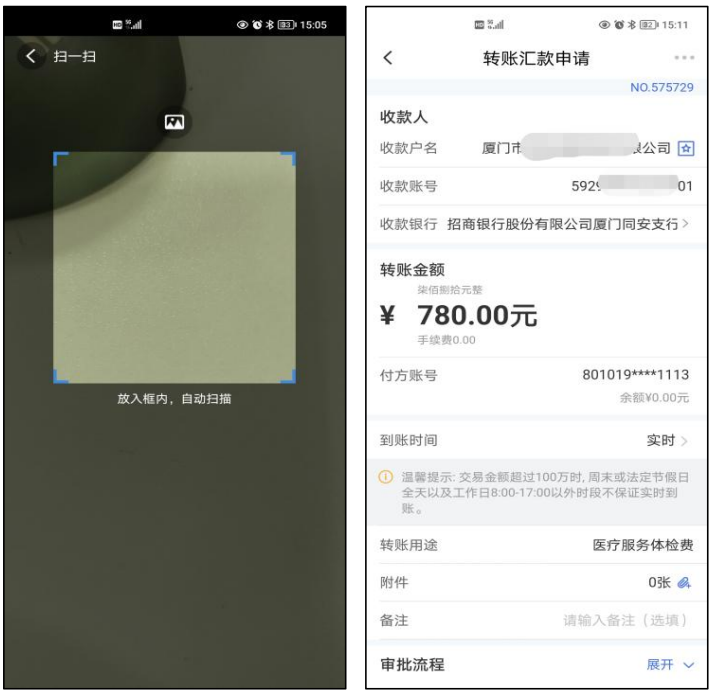 HD 5G 83 15:05
扫一扫
放入框内，自动扫描
HD 5G 82 15:11
转账汇款申请
NO.575729
收款人
收款户名 厦门市 公司
收款账号 592 01
收款银行 招商银行股份有限公司厦门同安支行
转账金额
柒佰捌拾元整
¥ 780.00元
手续费0.00
付方账号 801019****1113
余额¥0.00元
到账时间 实时
温馨提示: 交易金额超过100万时, 周末或法定节假日
全天以及工作日8:00-17:00以外时段不保证实时到
账。
转账用途 医疗服务体检费
附件 0张
备注 请输入备注（选填）
审批流程 展开